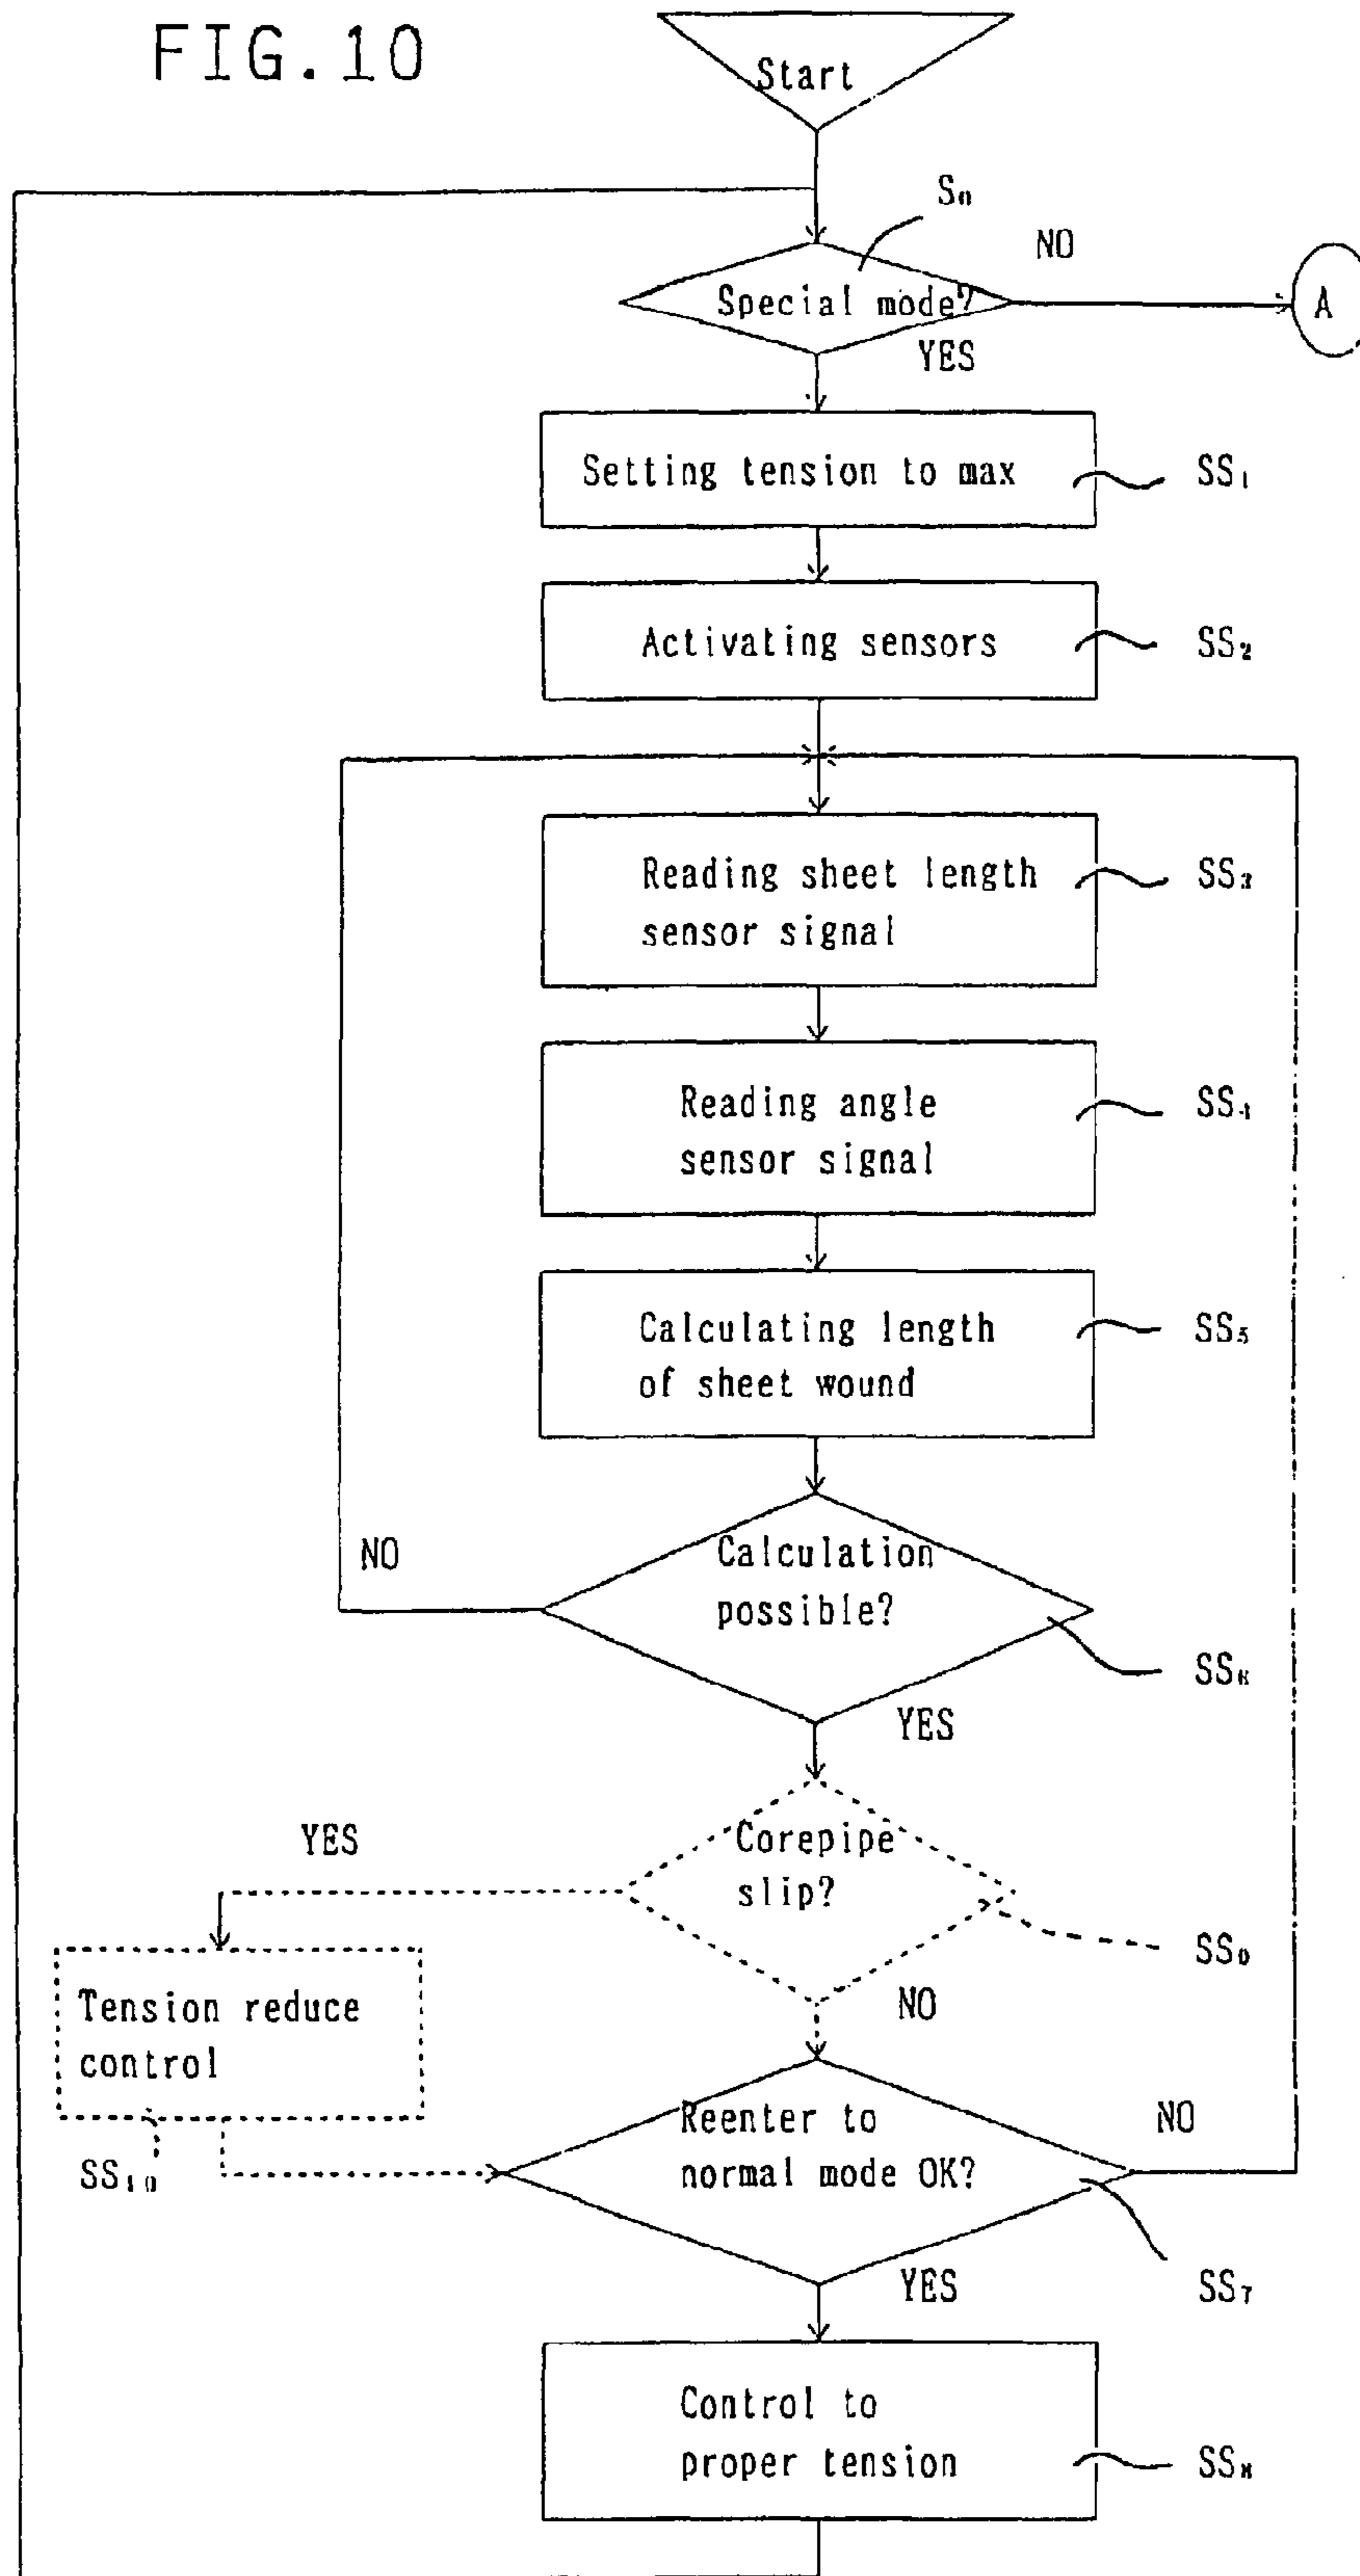 FIG.10
Start
S₀
NO
Special mode?
A
YES
Setting tension to max
SS₁
Activating sensors
SS₂
Reading sheet length
sensor signal
SS₃
Reading angle
sensor signal
SS₄
Calculating length
of sheet wound
SS₅
Calculation
possible?
NO
SS₆
YES
Corepipe
slip?
YES
SS₉
NO
Tension reduce
control
SS₁₀
Reenter to
normal mode OK?
NO
SS₇
YES
Control to
proper tension
SS₈